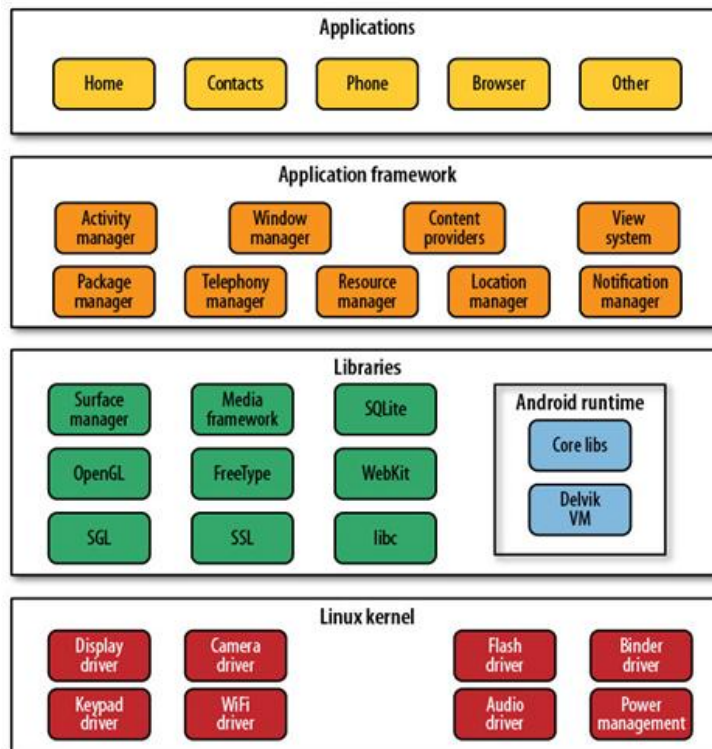 Applications
Home Contacts Phone Browser Other
Application framework
Activity manager Window manager Content providers View system
Package manager Telephony manager Resource manager Location manager Notification manager
Libraries
Surface manager Media framework SQLite
Android runtime
Core libs
OpenGL FreeType WebKit
Delvik VM
SGL SSL libc
Linux kernel
Display driver Camera driver Flash driver Binder driver
Keypad driver WiFi driver Audio driver Power management